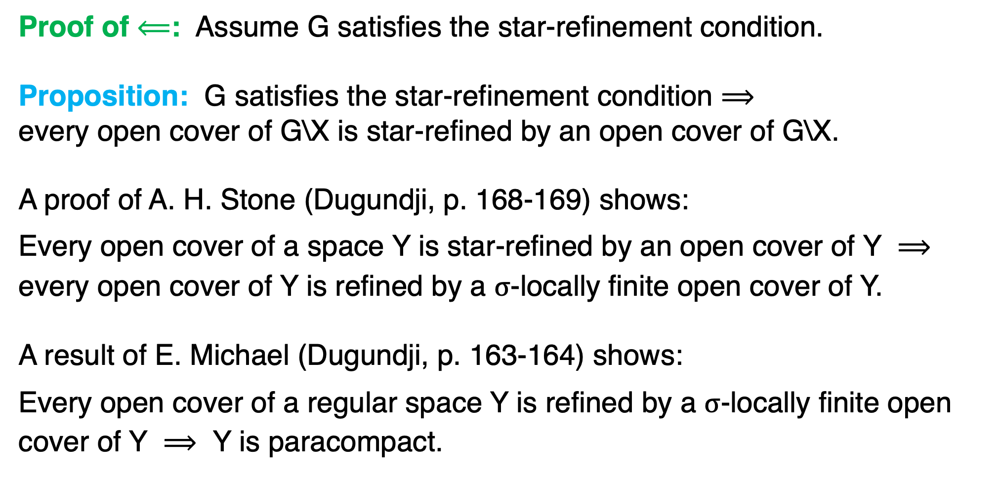 Proof of ⟸: Assume G satisfies the star-refinement condition.
Proposition: G satisfies the star-refinement condition ⟹
every open cover of G\X is star-refined by an open cover of G\X.
A proof of A. H. Stone (Dugundji, p. 168-169) shows:
Every open cover of a space Y is star-refined by an open cover of Y ⟹
every open cover of Y is refined by a σ-locally finite open cover of Y.
A result of E. Michael (Dugundji, p. 163-164) shows:
Every open cover of a regular space Y is refined by a σ-locally finite open
cover of Y ⟹ Y is paracompact.